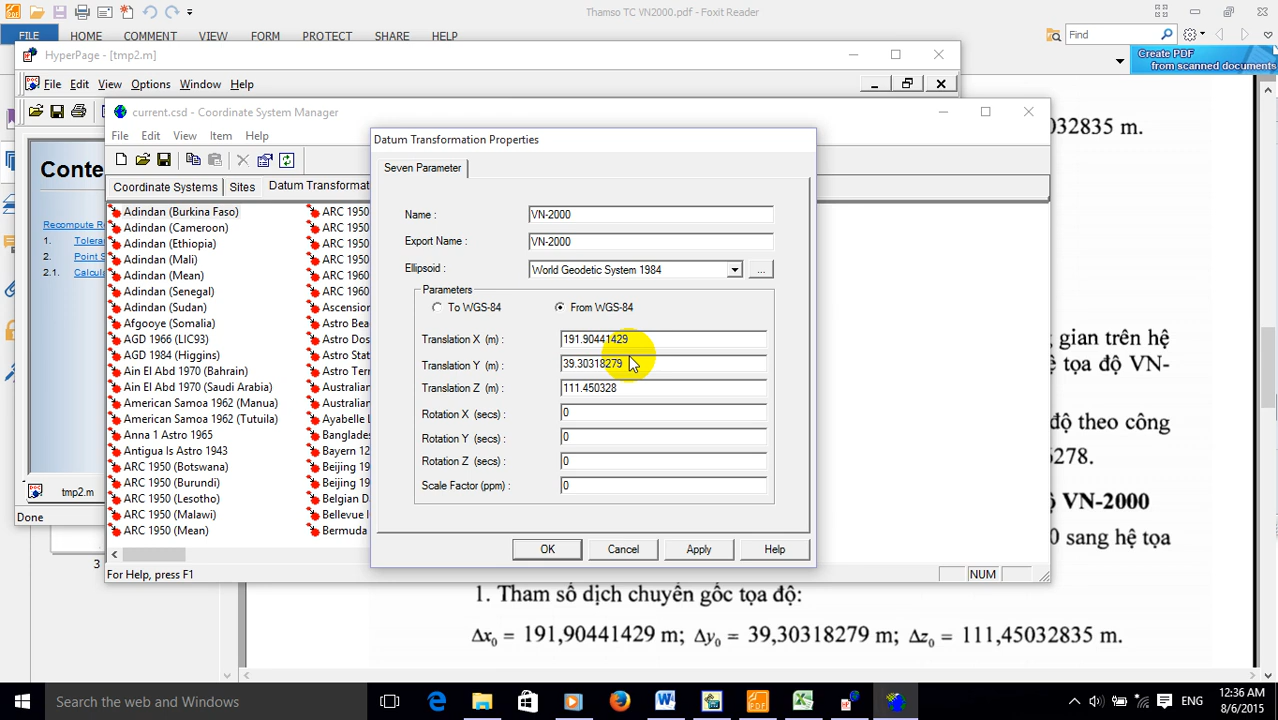 Thamso TC VN2000.pdf - Foxit Reader
FILE HOME COMMENT VIEW FORM PROTECT SHARE HELP
Find
Create PDF
from scanned documents
HyperPage - [tmp2.m]
File Edit View Options Window Help
current.csd - Coordinate System Manager
File Edit View Item Help
Coordinate Systems Sites Datum Transformat
Adindan (Burkina Faso)
Adindan (Cameroon)
Adindan (Ethiopia)
Adindan (Mali)
Adindan (Mean)
Adindan (Senegal)
Adindan (Sudan)
Afgooye (Somalia)
AGD 1966 (LIC93)
AGD 1984 (Higgins)
Ain El Abd 1970 (Bahrain)
Ain El Abd 1970 (Saudi Arabia)
American Samoa 1962 (Manua)
American Samoa 1962 (Tutuila)
Anna 1 Astro 1965
Antigua Is Astro 1943
ARC 1950 (Botswana)
ARC 1950 (Burundi)
ARC 1950 (Lesotho)
ARC 1950 (Malawi)
ARC 1950 (Mean)
ARC 1950
ARC 1950
ARC 1950
ARC 1960
ARC 1960
ARC 1960
Ascension
Astro Bea
Astro Dos
Astro Ter
Australian
Australian
Ayabelle
Banglades
Bayern 12
Beijing 19
Beijing 19
Belgian D
Bellevue
Bermuda
For Help, press F1
NUM
Conte
Recompute R
1. Tolera
2. Point S
2.1. Calcula
tmp2.m
Done
3
Datum Transformation Properties
Seven Parameter
Name : VN-2000
Export Name : VN-2000
Ellipsoid : World Geodetic System 1984 ...
Parameters
To WGS-84 From WGS-84
Translation X (m) : 191.90441429
Translation Y (m) : 39.30318279
Translation Z (m) : 111.450328
Rotation X (secs) : 0
Rotation Y (secs) : 0
Rotation Z (secs) : 0
Scale Factor (ppm) : 0
OK Cancel Apply Help
032835 m.
gian trên hệ
ệ tọa độ VN-
độ theo công
6278.
ộ VN-2000
0 sang hệ tọa
1. Tham số dịch chuyển gốc tọa độ:
Δx₀ = 191,90441429 m; Δy₀ = 39,30318279 m; Δz₀ = 111,45032835 m.
Search the web and Windows
ENG
12:36 AM
8/6/2015